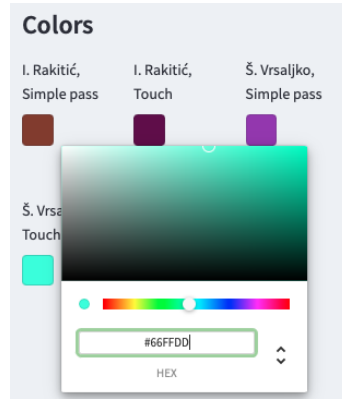 Colors
I. Rakitić,
Simple pass
I. Rakitić,
Touch
Š. Vrsaljko,
Simple pass
Š. Vrsa
Touch
#66FFDD
HEX